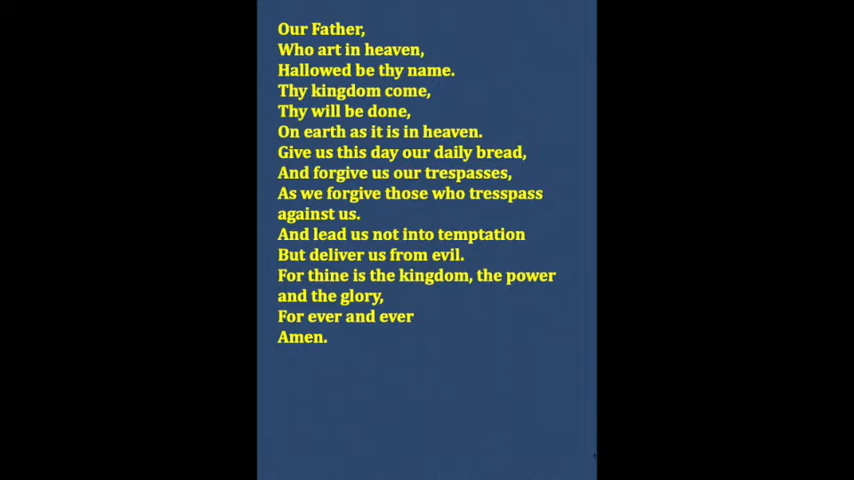 Our Father,
Who art in heaven,
Hallowed be thy name.
Thy kingdom come,
Thy will be done,
On earth as it is in heaven.
Give us this day our daily bread,
And forgive us our trespasses,
As we forgive those who tresspass
against us.
And lead us not into temptation
But deliver us from evil.
For thine is the kingdom, the power
and the glory,
For ever and ever
Amen.